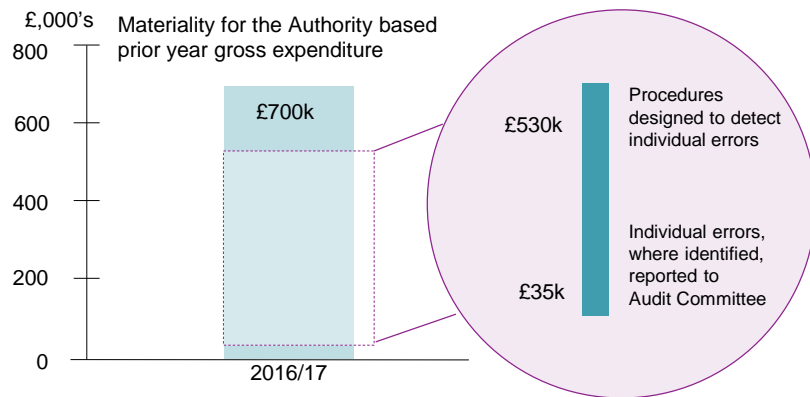 £,000's
Materiality for the Authority based
prior year gross expenditure
800
600
400
200
0
£700k
2016/17
£530k
Procedures
designed to detect
individual errors
£35k
Individual errors,
where identified,
reported to
Audit Committee